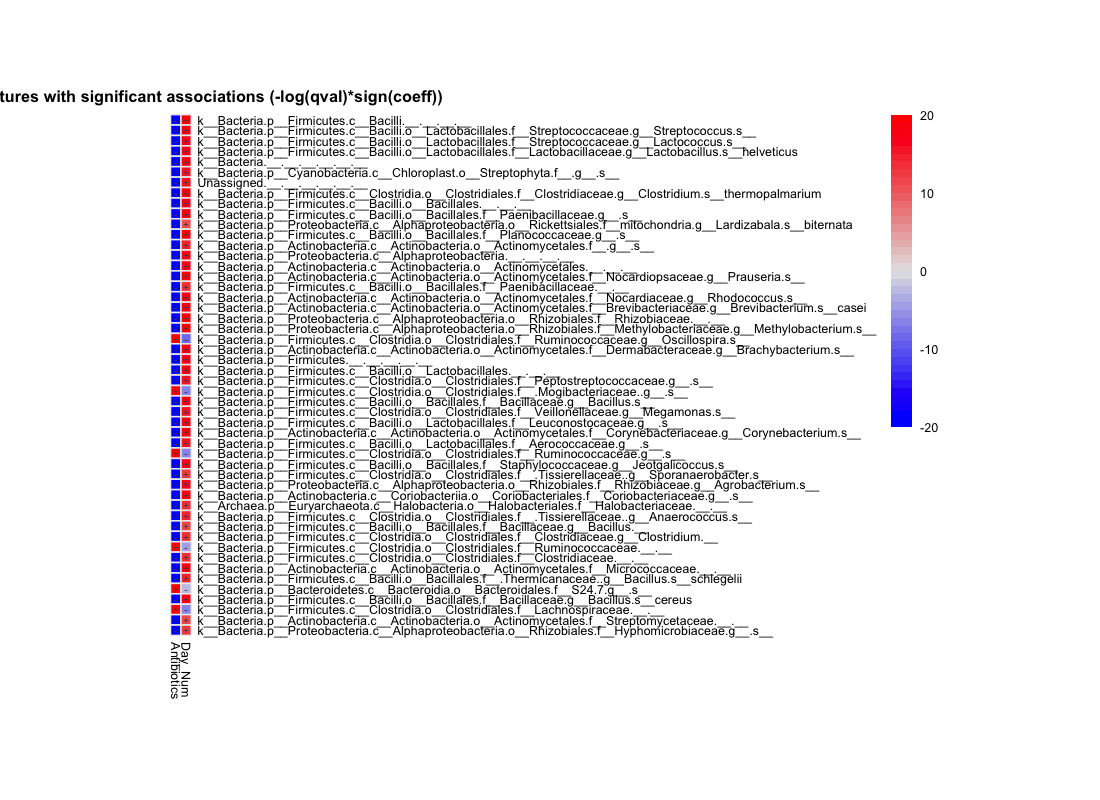 tures with significant associations (-log(qval)*sign(coeff))
k__Bacteria.p__Firmicutes.c__Bacilli.__.__.__.__
k__Bacteria.p__Firmicutes.c__Bacilli.o__Lactobacillales.f__Streptococcaceae.g__Streptococcus.s__
k__Bacteria.p__Firmicutes.c__Bacilli.o__Lactobacillales.f__Streptococcaceae.g__Lactococcus.s__
k__Bacteria.p__Firmicutes.c__Bacilli.o__Lactobacillales.f__Lactobacillaceae.g__Lactobacillus.s__helveticus
k__Bacteria.__.__.__.__.__.__
k__Bacteria.p__Cyanobacteria.c__Chloroplast.o__Streptophyta.f__.g__.s__
Unassigned.__.__.__.__.__.__
k__Bacteria.p__Firmicutes.c__Clostridia.o__Clostridiales.f__Clostridiaceae.g__Clostridium.s__thermopalmarium
k__Bacteria.p__Firmicutes.c__Bacilli.o__Bacillales.__.__.__
k__Bacteria.p__Firmicutes.c__Bacilli.o__Bacillales.f__Paenibacillaceae.g__.s__
k__Bacteria.p__Proteobacteria.c__Alphaproteobacteria.o__Rickettsiales.f__mitochondria.g__Lardizabala.s__biternata
k__Bacteria.p__Firmicutes.c__Bacilli.o__Bacillales.f__Planococcaceae.g__.s__
k__Bacteria.p__Actinobacteria.c__Actinobacteria.o__Actinomycetales.f__.g__.s__
k__Bacteria.p__Proteobacteria.c__Alphaproteobacteria.__.__.__.__
k__Bacteria.p__Actinobacteria.c__Actinobacteria.o__Actinomycetales.__.__.__
k__Bacteria.p__Actinobacteria.c__Actinobacteria.o__Actinomycetales.f__Nocardiopsaceae.g__Prauseria.s__
k__Bacteria.p__Firmicutes.c__Bacilli.o__Bacillales.f__Paenibacillaceae.__.__
k__Bacteria.p__Actinobacteria.c__Actinobacteria.o__Actinomycetales.f__Nocardiaceae.g__Rhodococcus.s__
k__Bacteria.p__Actinobacteria.c__Actinobacteria.o__Actinomycetales.f__Brevibacteriaceae.g__Brevibacterium.s__casei
k__Bacteria.p__Proteobacteria.c__Alphaproteobacteria.o__Rhizobiales.f__Rhizobiaceae.__.__
k__Bacteria.p__Proteobacteria.c__Alphaproteobacteria.o__Rhizobiales.f__Methylobacteriaceae.g__Methylobacterium.s__
k__Bacteria.p__Firmicutes.c__Clostridia.o__Clostridiales.f__Ruminococcaceae.g__Oscillospira.s__
k__Bacteria.p__Actinobacteria.c__Actinobacteria.o__Actinomycetales.f__Dermabacteraceae.g__Brachybacterium.s__
k__Bacteria.p__Firmicutes.__.__.__.__.__
k__Bacteria.p__Firmicutes.c__Bacilli.o__Lactobacillales.__.__.__
k__Bacteria.p__Firmicutes.c__Clostridia.o__Clostridiales.f__Peptostreptococcaceae.g__.s__
k__Bacteria.p__Firmicutes.c__Clostridia.o__Clostridiales.f__.Mogibacteriaceae..g__.s__
k__Bacteria.p__Firmicutes.c__Bacilli.o__Bacillales.f__Bacillaceae.g__Bacillus.s__
k__Bacteria.p__Firmicutes.c__Clostridia.o__Clostridiales.f__Veillonellaceae.g__Megamonas.s__
k__Bacteria.p__Firmicutes.c__Bacilli.o__Lactobacillales.f__Leuconostocaceae.g__.s__
k__Bacteria.p__Actinobacteria.c__Actinobacteria.o__Actinomycetales.f__Corynebacteriaceae.g__Corynebacterium.s__
k__Bacteria.p__Firmicutes.c__Bacilli.o__Lactobacillales.f__Aerococcaceae.g__.s__
k__Bacteria.p__Firmicutes.c__Clostridia.o__Clostridiales.f__Ruminococcaceae.g__.s__
k__Bacteria.p__Firmicutes.c__Bacilli.o__Bacillales.f__Staphylococcaceae.g__Jeotgalicoccus.s__
k__Bacteria.p__Firmicutes.c__Clostridia.o__Clostridiales.f__.Tissierellaceae..g__Sporanaerobacter.s__
k__Bacteria.p__Proteobacteria.c__Alphaproteobacteria.o__Rhizobiales.f__Rhizobiaceae.g__Agrobacterium.s__
k__Bacteria.p__Actinobacteria.c__Coriobacteriia.o__Coriobacteriales.f__Coriobacteriaceae.g__.s__
k__Archaea.p__Euryarchaeota.c__Halobacteria.o__Halobacteriales.f__Halobacteriaceae.__.__
k__Bacteria.p__Firmicutes.c__Clostridia.o__Clostridiales.f__.Tissierellaceae..g__Anaerococcus.s__
k__Bacteria.p__Firmicutes.c__Bacilli.o__Bacillales.f__Bacillaceae.g__Bacillus.__
k__Bacteria.p__Firmicutes.c__Clostridia.o__Clostridiales.f__Clostridiaceae.g__Clostridium.__
k__Bacteria.p__Firmicutes.c__Clostridia.o__Clostridiales.f__Ruminococcaceae.__.__
k__Bacteria.p__Firmicutes.c__Clostridia.o__Clostridiales.f__Clostridiaceae.__.__
k__Bacteria.p__Actinobacteria.c__Actinobacteria.o__Actinomycetales.f__Micrococcaceae.__.__
k__Bacteria.p__Firmicutes.c__Bacilli.o__Bacillales.f__.Thermicanaceae..g__Bacillus.s__schlegelii
k__Bacteria.p__Bacteroidetes.c__Bacteroidia.o__Bacteroidales.f__S24.7.g__.s__
k__Bacteria.p__Firmicutes.c__Bacilli.o__Bacillales.f__Bacillaceae.g__Bacillus.s__cereus
k__Bacteria.p__Firmicutes.c__Clostridia.o__Clostridiales.f__Lachnospiraceae.__.__
k__Bacteria.p__Actinobacteria.c__Actinobacteria.o__Actinomycetales.f__Streptomycetaceae.__.__
k__Bacteria.p__Proteobacteria.c__Alphaproteobacteria.o__Rhizobiales.f__Hyphomicrobiaceae.g__.s__
Antibiotics
Day_Num
20
10
0
-10
-20